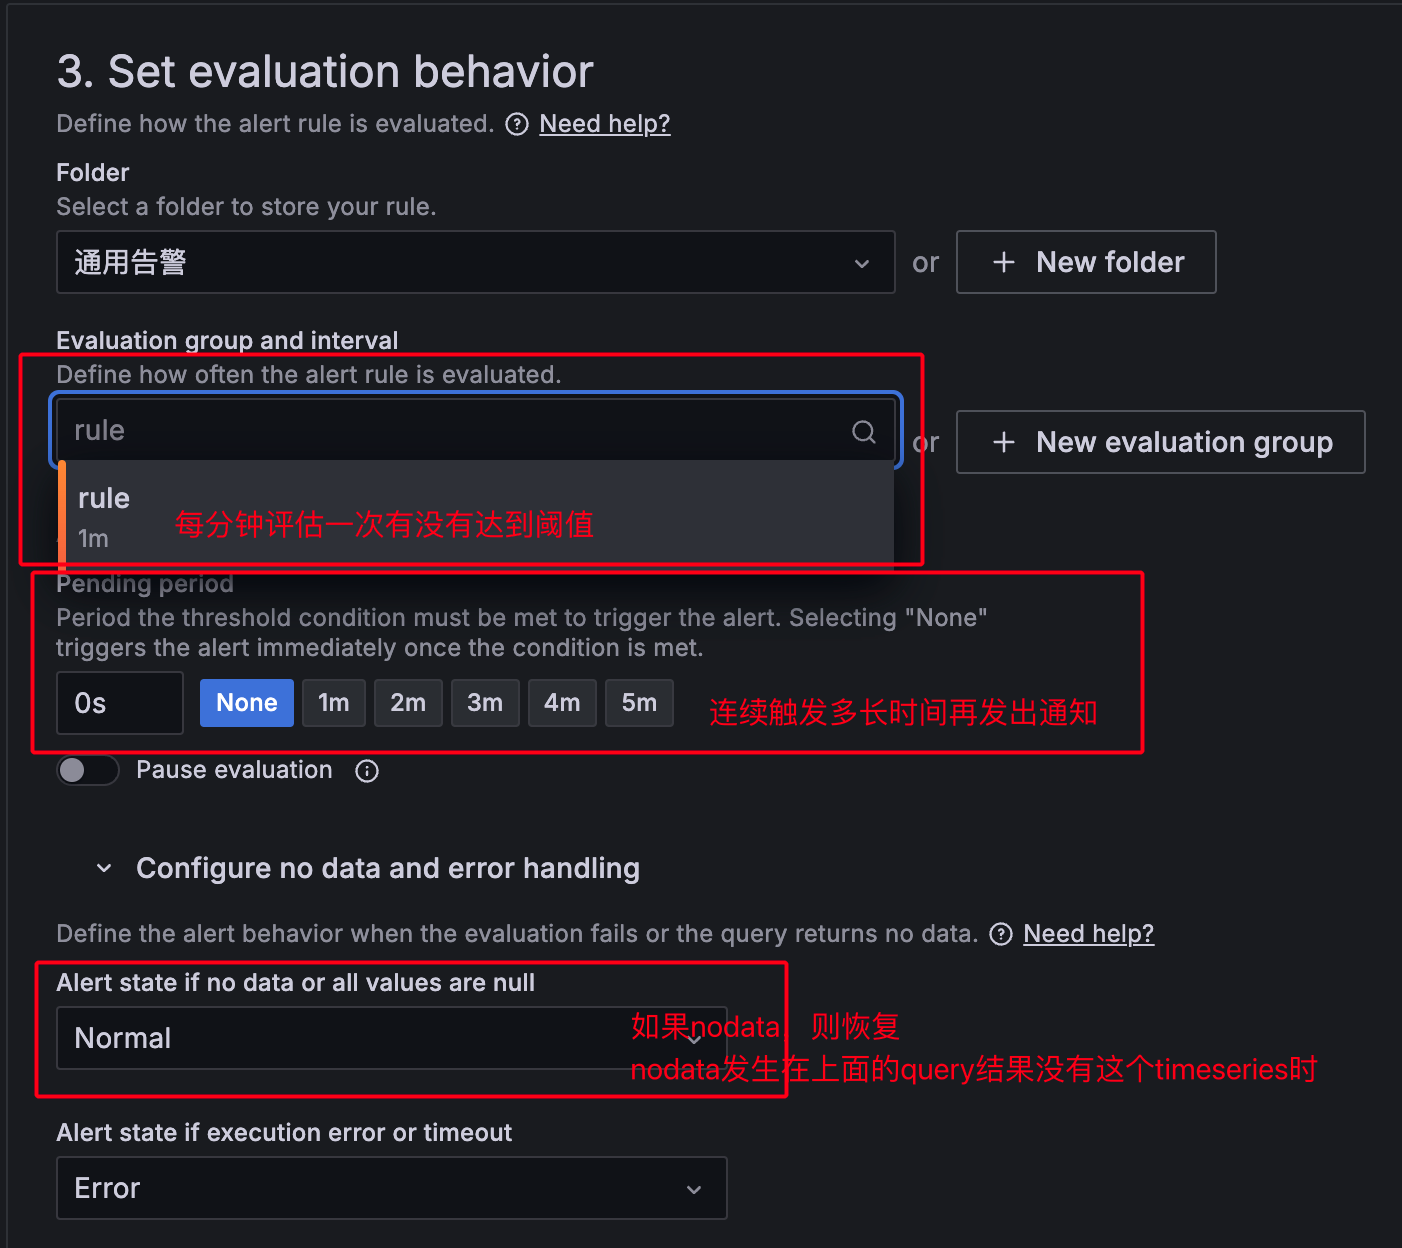 3. Set evaluation behavior
Define how the alert rule is evaluated. Need help?
Folder
Select a folder to store your rule.
通用告警
or
+ New folder
Evaluation group and interval
Define how often the alert rule is evaluated.
rule
or
+ New evaluation group
rule
1m
每分钟评估一次有没有达到阈值
Pending period
Period the threshold condition must be met to trigger the alert. Selecting "None"
triggers the alert immediately once the condition is met.
0s None 1m 2m 3m 4m 5m
连续触发多长时间再发出通知
Pause evaluation
Configure no data and error handling
Define the alert behavior when the evaluation fails or the query returns no data. Need help?
Alert state if no data or all values are null
Normal
如果nodata，则恢复
nodata发生在上面的query结果没有这个timeseries时
Alert state if execution error or timeout
Error